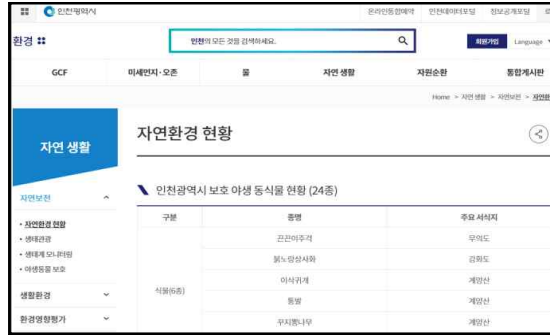 인천광역시 온라인통합예약 인천데이터포털 정보공개포털
환경 인천의 모든 것을 검색하세요. 회원가입 Language
GCF 미세먼지·오존 물 자연 생활 자원순환 통합게시판
Home > 자연 생활 > 자연보전 > 자연환
자연 생활
자연환경 현황
자연보전
• 자연환경 현황
• 생태관광
• 생태계 모니터링
• 야생동물 보호
생활환경
환경영향평가
인천광역시 보호 야생 동식물 현황 (24종)
구분 종명 주요 서식지
식물(6종)
끈끈이주걱 무의도
붉노랑상사화 강화도
이삭귀개 계양산
통발 계양산
꾸지뽕나무 계양산